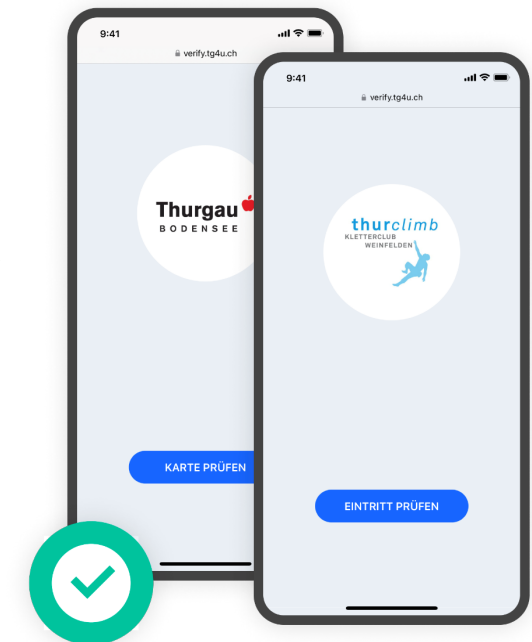 9:41
verify.tg4u.ch
Thurgau
BODENSEE
KARTE PRÜFEN
9:41
verify.tg4u.ch
thurclimb
KLETTERCLUB
WEINFELDEN
EINTRITT PRÜFEN